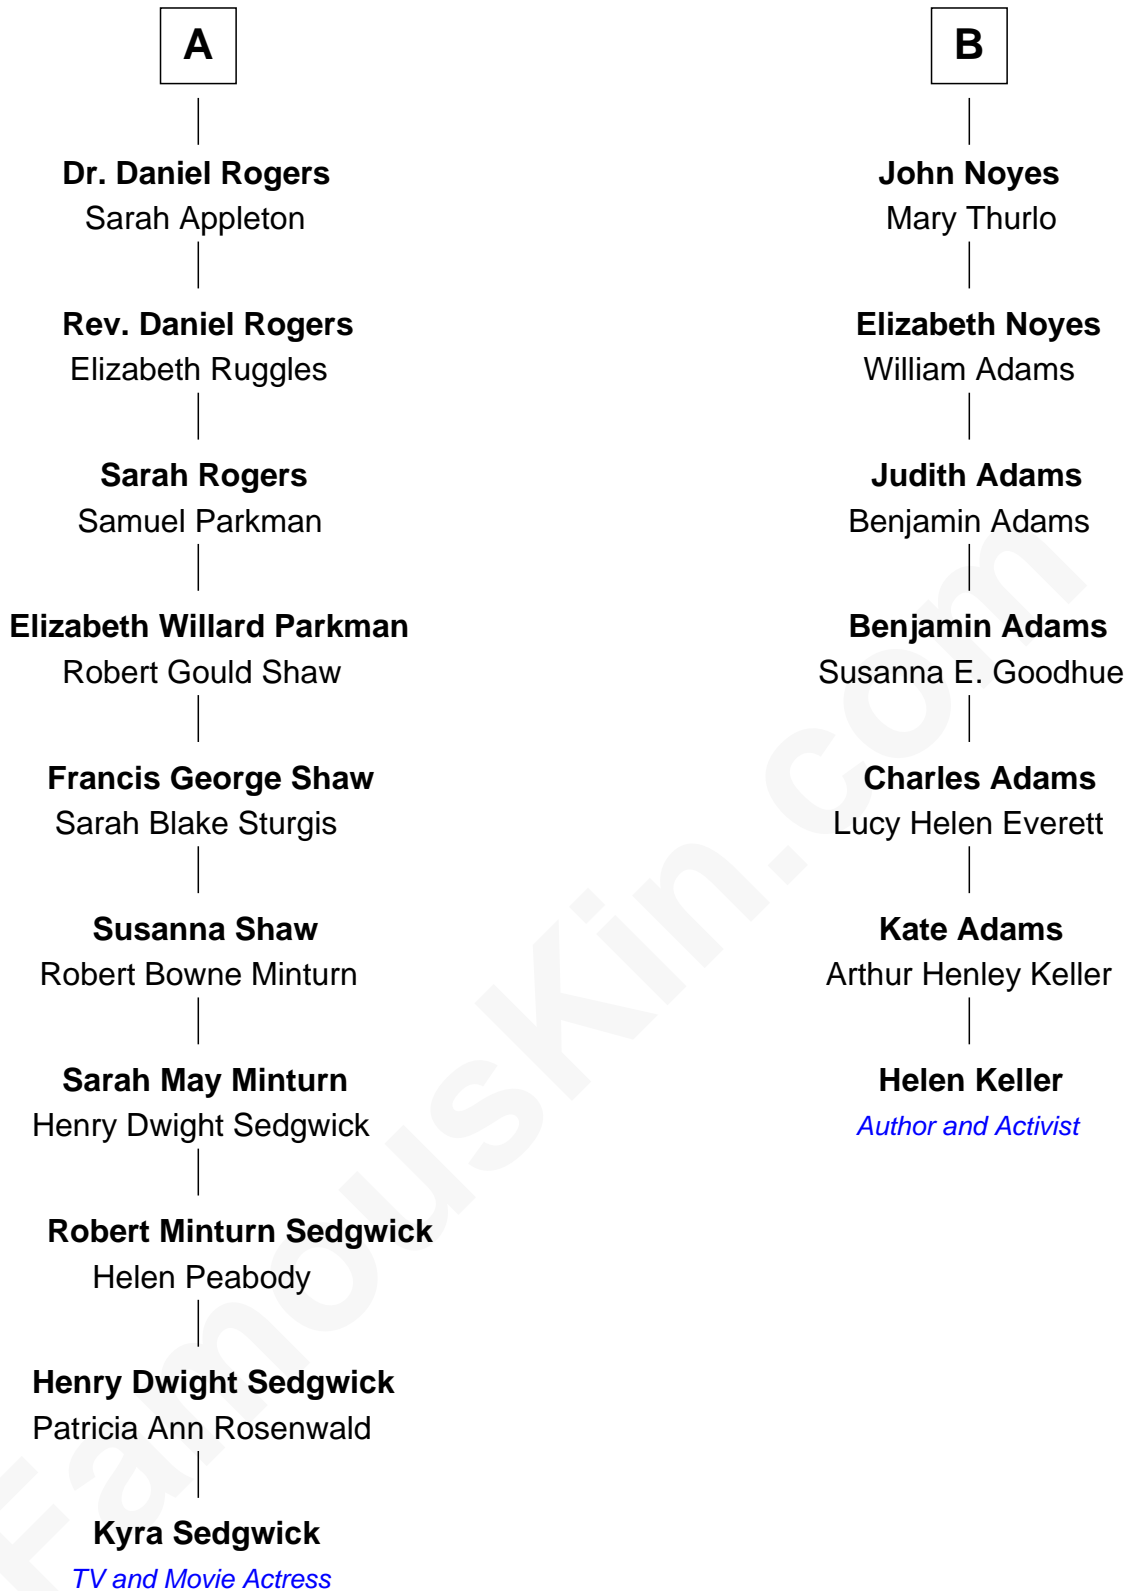 A
Dr. Daniel Rogers
Sarah Appleton
Rev. Daniel Rogers
Elizabeth Ruggles
Sarah Rogers
Samuel Parkman
Elizabeth Willard Parkman
Robert Gould Shaw
Francis George Shaw
Sarah Blake Sturgis
Susanna Shaw
Robert Bowne Minturn
Sarah May Minturn
Henry Dwight Sedgwick
Robert Minturn Sedgwick
Helen Peabody
Henry Dwight Sedgwick
Patricia Ann Rosenwald
Kyra Sedgwick
TV and Movie Actress
B
John Noyes
Mary Thurlo
Elizabeth Noyes
William Adams
Judith Adams
Benjamin Adams
Benjamin Adams
Susanna E. Goodhue
Charles Adams
Lucy Helen Everett
Kate Adams
Arthur Henley Keller
Helen Keller
Author and Activist
FamousKin.com